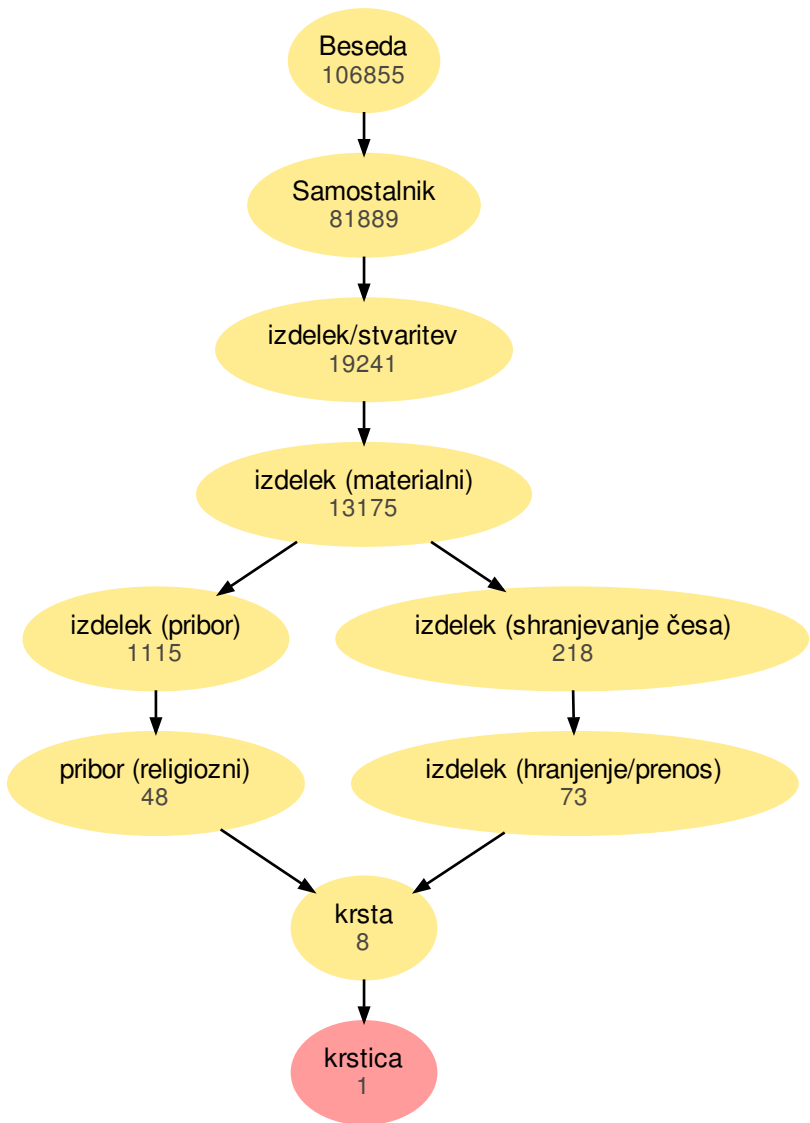 Beseda
106855
Samostalnik
81889
izdelek/stvaritev
19241
izdelek (materialni)
13175
izdelek (pribor)
1115
izdelek (shranjevanje česa)
218
pribor (religiozni)
48
izdelek (hranjenje/prenos)
73
krsta
8
krstica
1